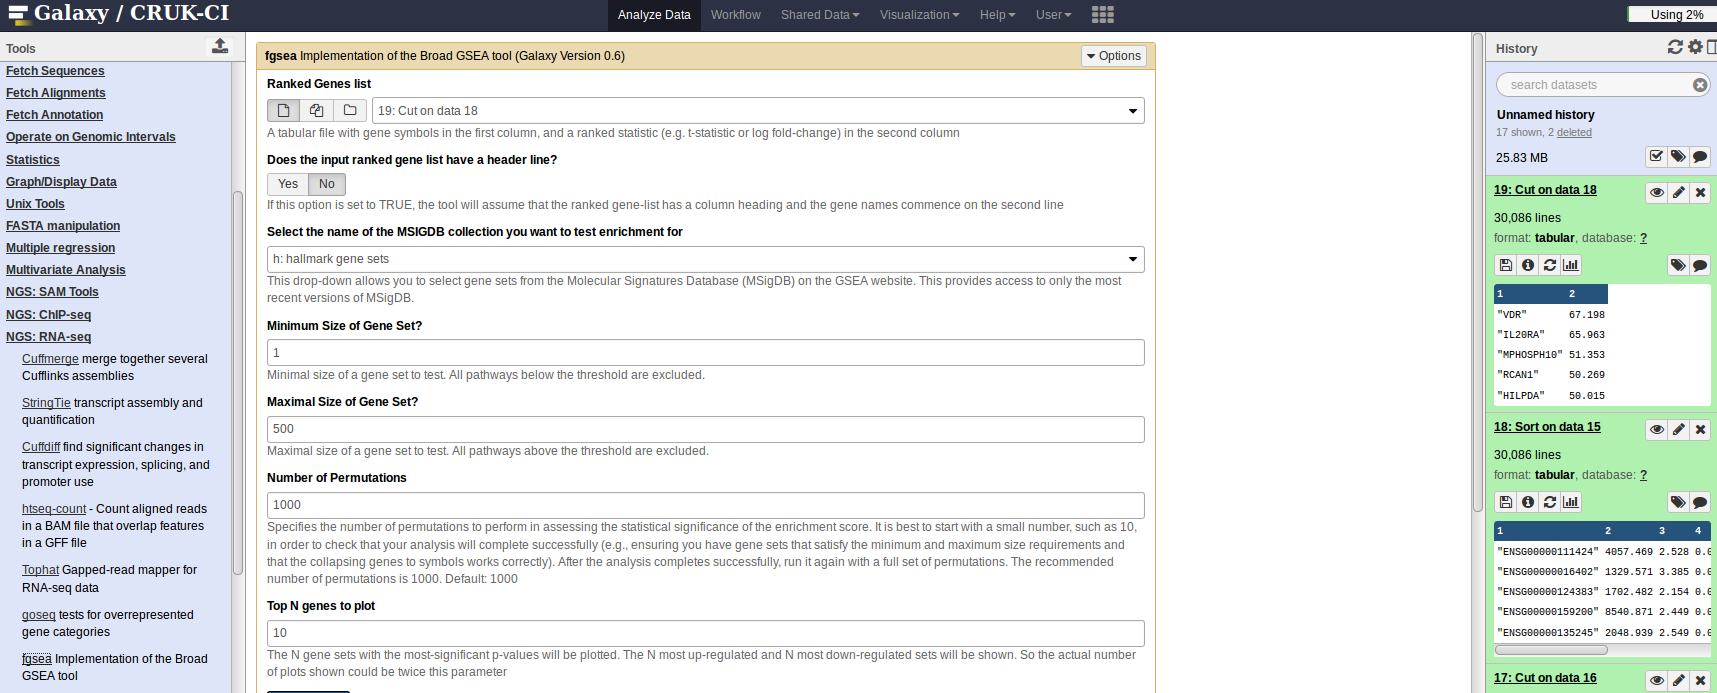 Galaxy / CRUK-CI
Analyze Data
Workflow
Shared Data
Visualization
Help
User
Using 2%
Tools
Fetch Sequences
Fetch Alignments
Fetch Annotation
Operate on Genomic Intervals
Statistics
Graph/Display Data
Unix Tools
FASTA manipulation
Multiple regression
Multivariate Analysis
NGS: SAM Tools
NGS: ChIP-seq
NGS: RNA-seq
Cuffmerge merge together several
Cufflinks assemblies
StringTie transcript assembly and
quantification
Cuffdiff find significant changes in
transcript expression, splicing, and
promoter use
htseq-count - Count aligned reads
in a BAM file that overlap features
in a GFF file
Tophat Gapped-read mapper for
RNA-seq data
goseq tests for overrepresented
gene categories
fgsea Implementation of the Broad
GSEA tool
fgsea Implementation of the Broad GSEA tool (Galaxy Version 0.6)
Options
Ranked Genes list
19: Cut on data 18
A tabular file with gene symbols in the first column, and a ranked statistic (e.g. t-statistic or log fold-change) in the second column
Does the input ranked gene list have a header line?
Yes No
If this option is set to TRUE, the tool will assume that the ranked gene-list has a column heading and the gene names commence on the second line
Select the name of the MSIGDB collection you want to test enrichment for
h: hallmark gene sets
This drop-down allows you to select gene sets from the Molecular Signatures Database (MSigDB) on the GSEA website. This provides access to only the most
recent versions of MSigDB.
Minimum Size of Gene Set?
1
Minimal size of a gene set to test. All pathways below the threshold are excluded.
Maximal Size of Gene Set?
500
Maximal size of a gene set to test. All pathways above the threshold are excluded.
Number of Permutations
1000
Specifies the number of permutations to perform in assessing the statistical significance of the enrichment score. It is best to start with a small number, such as 10,
in order to check that your analysis will complete successfully (e.g., ensuring you have gene sets that satisfy the minimum and maximum size requirements and
that the collapsing genes to symbols works correctly). After the analysis completes successfully, run it again with a full set of permutations. The recommended
number of permutations is 1000. Default: 1000
Top N genes to plot
10
The N gene sets with the most-significant p-values will be plotted. The N most up-regulated and N most down-regulated sets will be shown. So the actual number
of plots shown could be twice this parameter
History
search datasets
Unnamed history
17 shown, 2 deleted
25.83 MB
19: Cut on data 18
30,086 lines
format: tabular, database: ?
1 2
"VDR" 67.198
"IL20RA" 65.963
"MPHOSPH10" 51.353
"RCAN1" 50.269
"HILPDA" 50.015
18: Sort on data 15
30,086 lines
format: tabular, database: ?
1 2 3 4
"ENSG00000111424" 4057.469 2.528 0.0
"ENSG00000016402" 1329.571 3.385 0.0
"ENSG00000124383" 1702.482 2.154 0.0
"ENSG00000159200" 8540.871 2.449 0.0
"ENSG00000135245" 2048.939 2.549 0.0
17: Cut on data 16